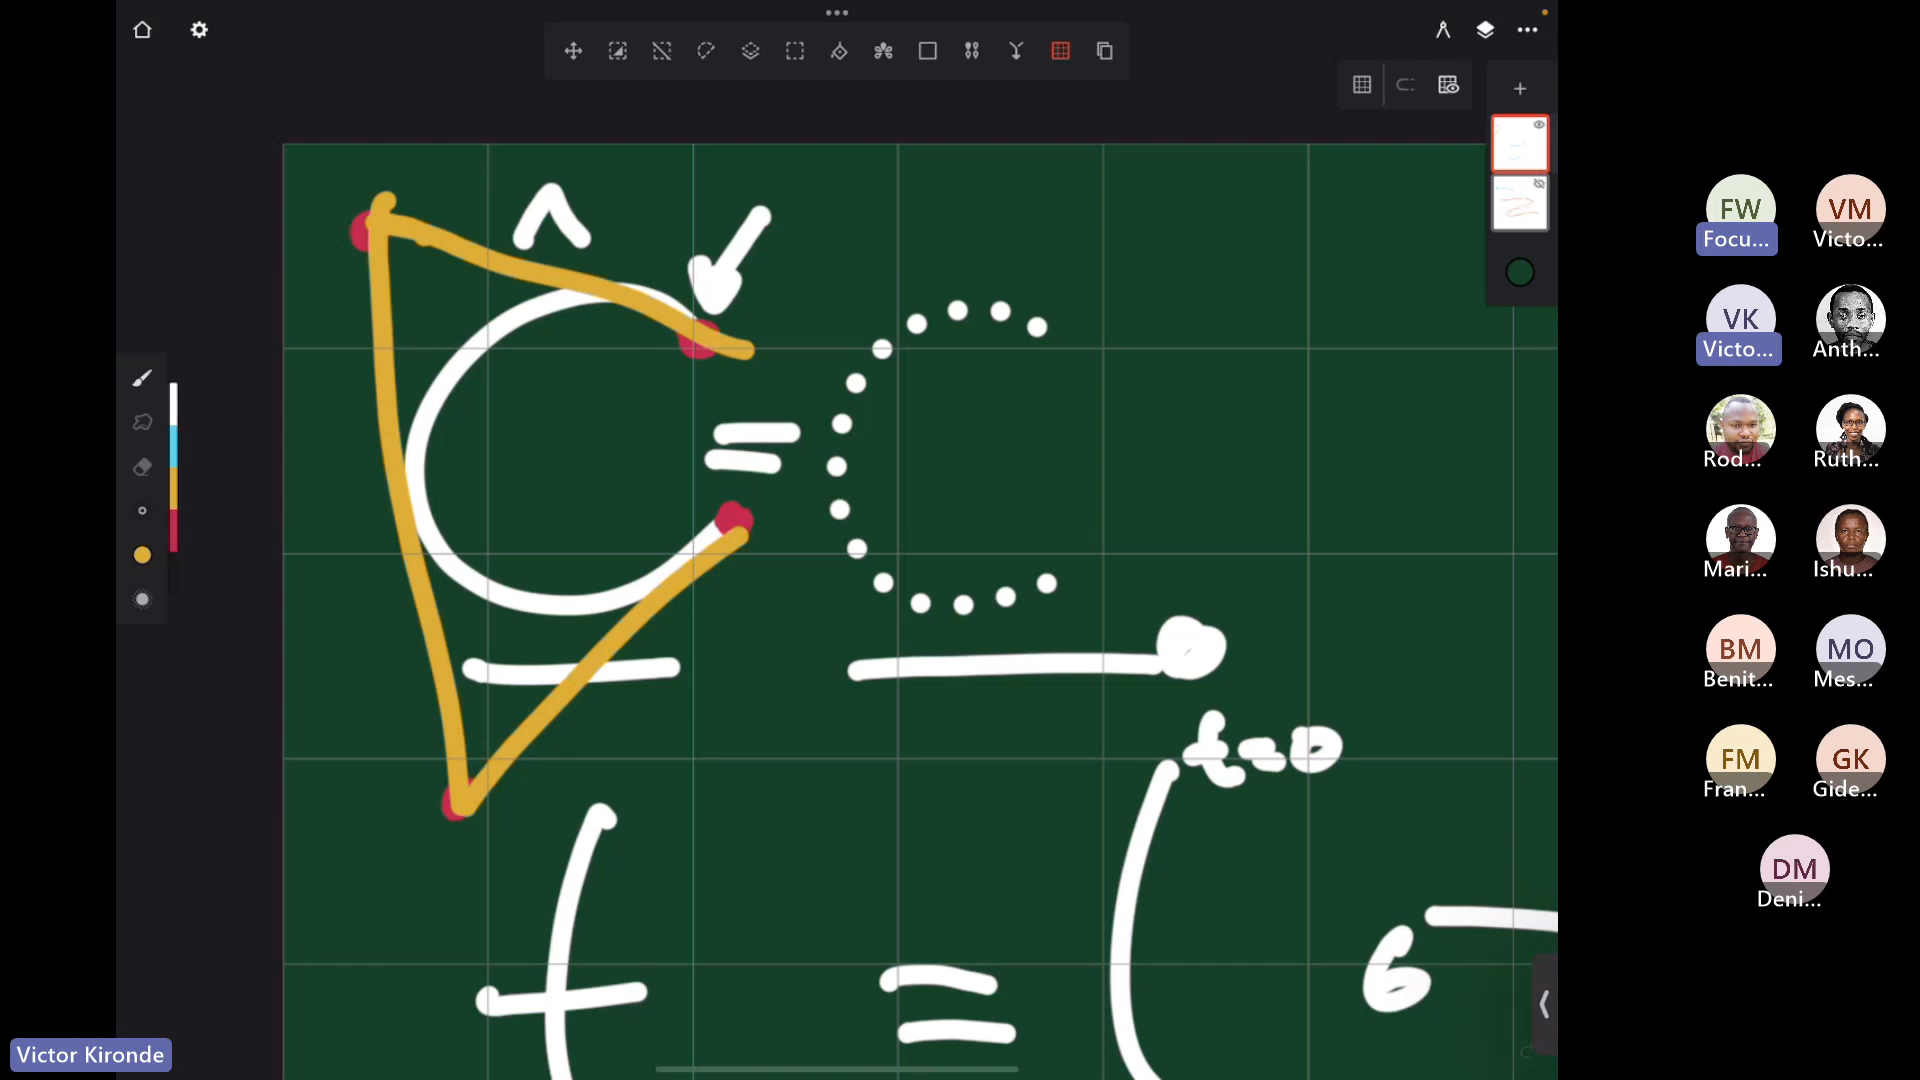 FW
Focu...
VM
Victo...
VK
Victo...
Anth...
Rod...
Ruth...
Mari...
Ishu...
BM
Benit...
MO
Mes...
FM
Fran...
GK
Gide...
DM
Deni...
^
C =
t=0
t = ( 6
Victor Kironde